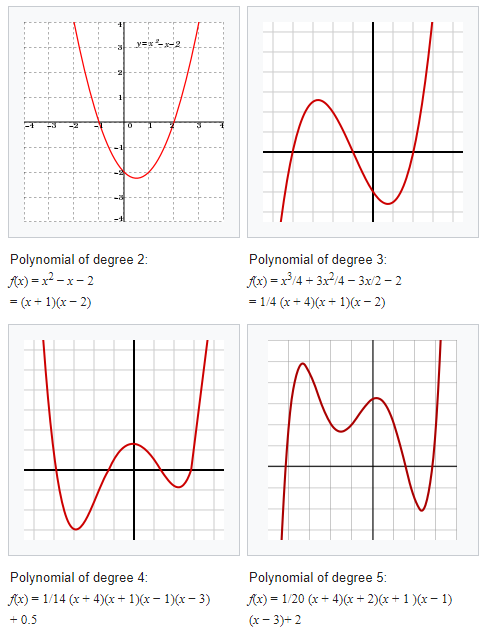 y=x²-x-2
4
3
2
1
-4 -3 -2 -1 0 1 2 3 4
-1
-2
-3
-4
Polynomial of degree 2:
f(x) = x² − x − 2
= (x + 1)(x − 2)
Polynomial of degree 3:
f(x) = x³/4 + 3x²/4 − 3x/2 − 2
= 1/4 (x + 4)(x + 1)(x − 2)
Polynomial of degree 4:
f(x) = 1/14 (x + 4)(x + 1)(x − 1)(x − 3)
+ 0.5
Polynomial of degree 5:
f(x) = 1/20 (x + 4)(x + 2)(x + 1 )(x − 1)
(x − 3)+ 2